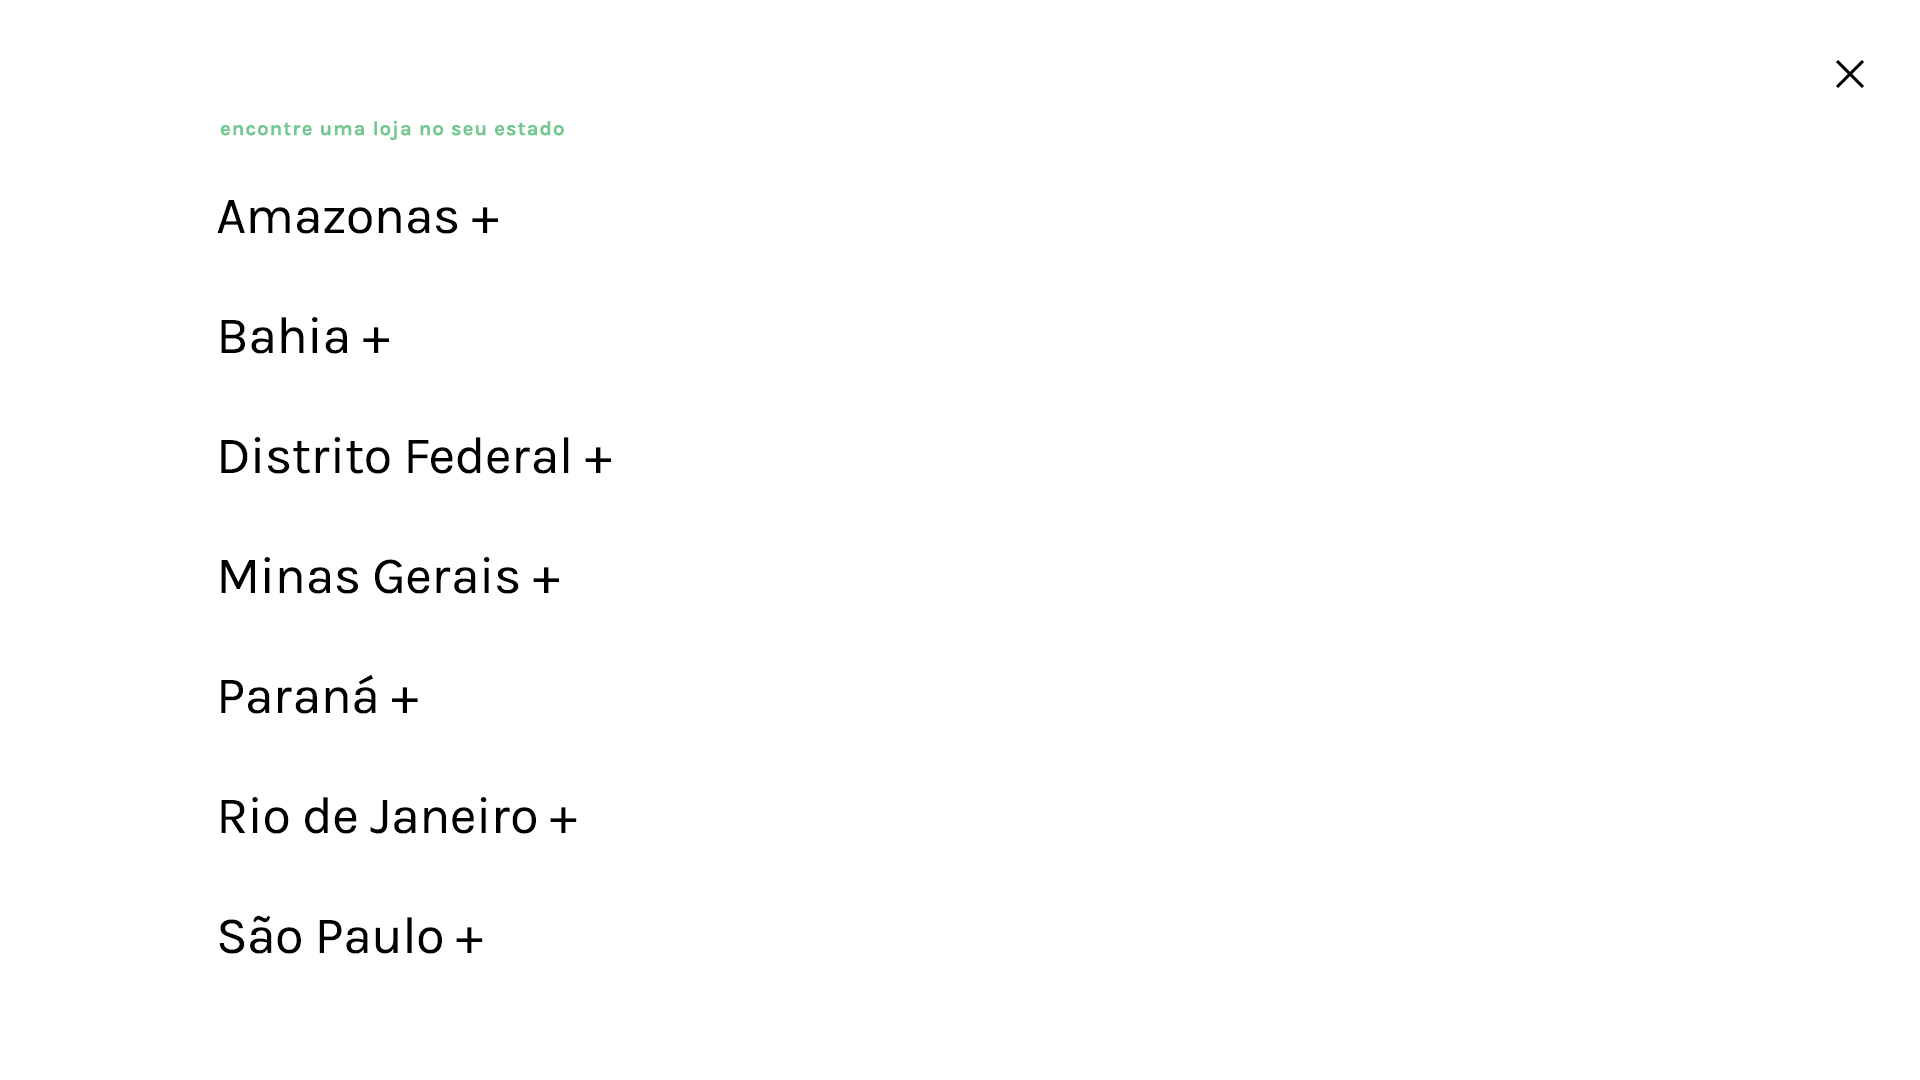 encontre uma loja no seu estado
Amazonas +
Bahia +
Distrito Federal +
Minas Gerais +
Paraná +
Rio de Janeiro +
São Paulo +